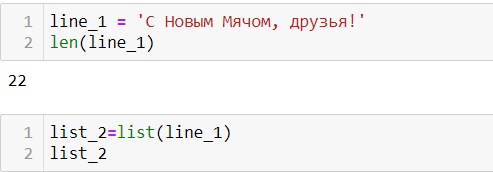 1 line_1 = 'С Новым Мячом, друзья!'
2 len(line_1)
22
1 list_2=list(line_1)
2 list_2